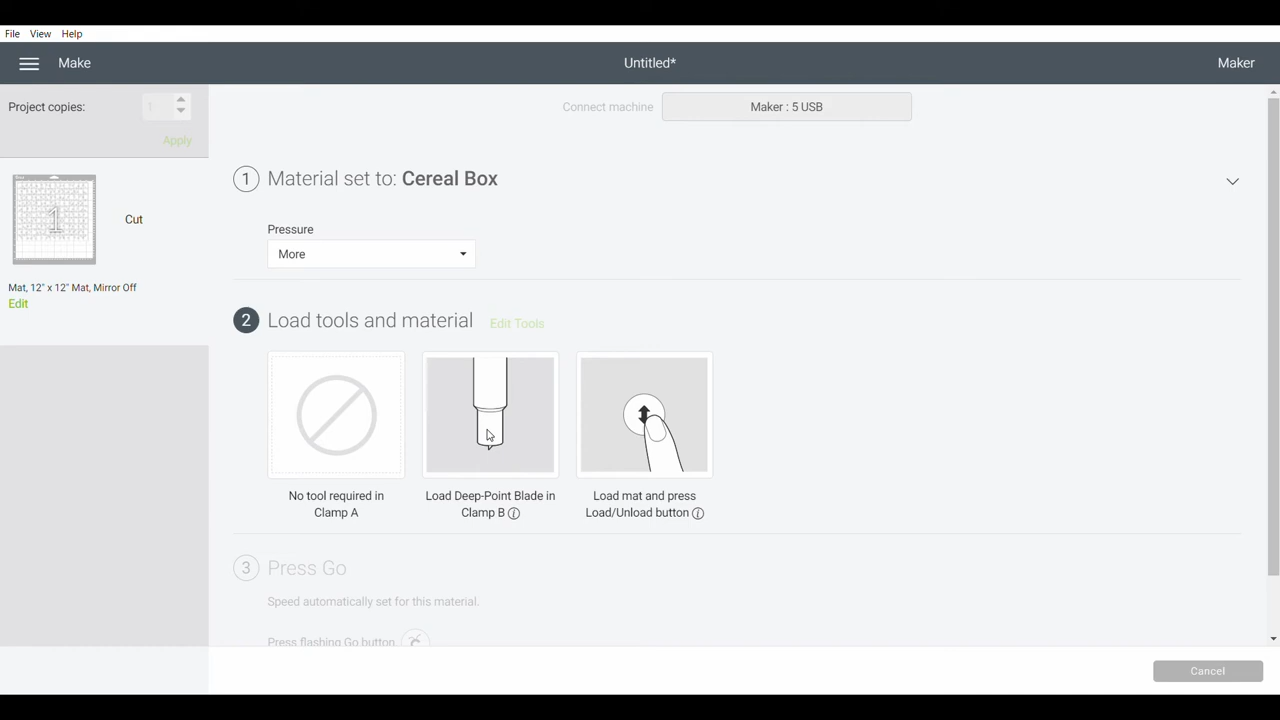 File View Help
Make
Untitled*
Maker
Project copies:
1
Apply
Connect machine
Maker : 5 USB
1
Cut
Mat, 12" x 12" Mat, Mirror Off
Edit
1 Material set to: Cereal Box
Pressure
More
2 Load tools and material Edit Tools
No tool required in
Clamp A
Load Deep-Point Blade in
Clamp B
Load mat and press
Load/Unload button
3 Press Go
Speed automatically set for this material.
Press flashing Go button.
Cancel